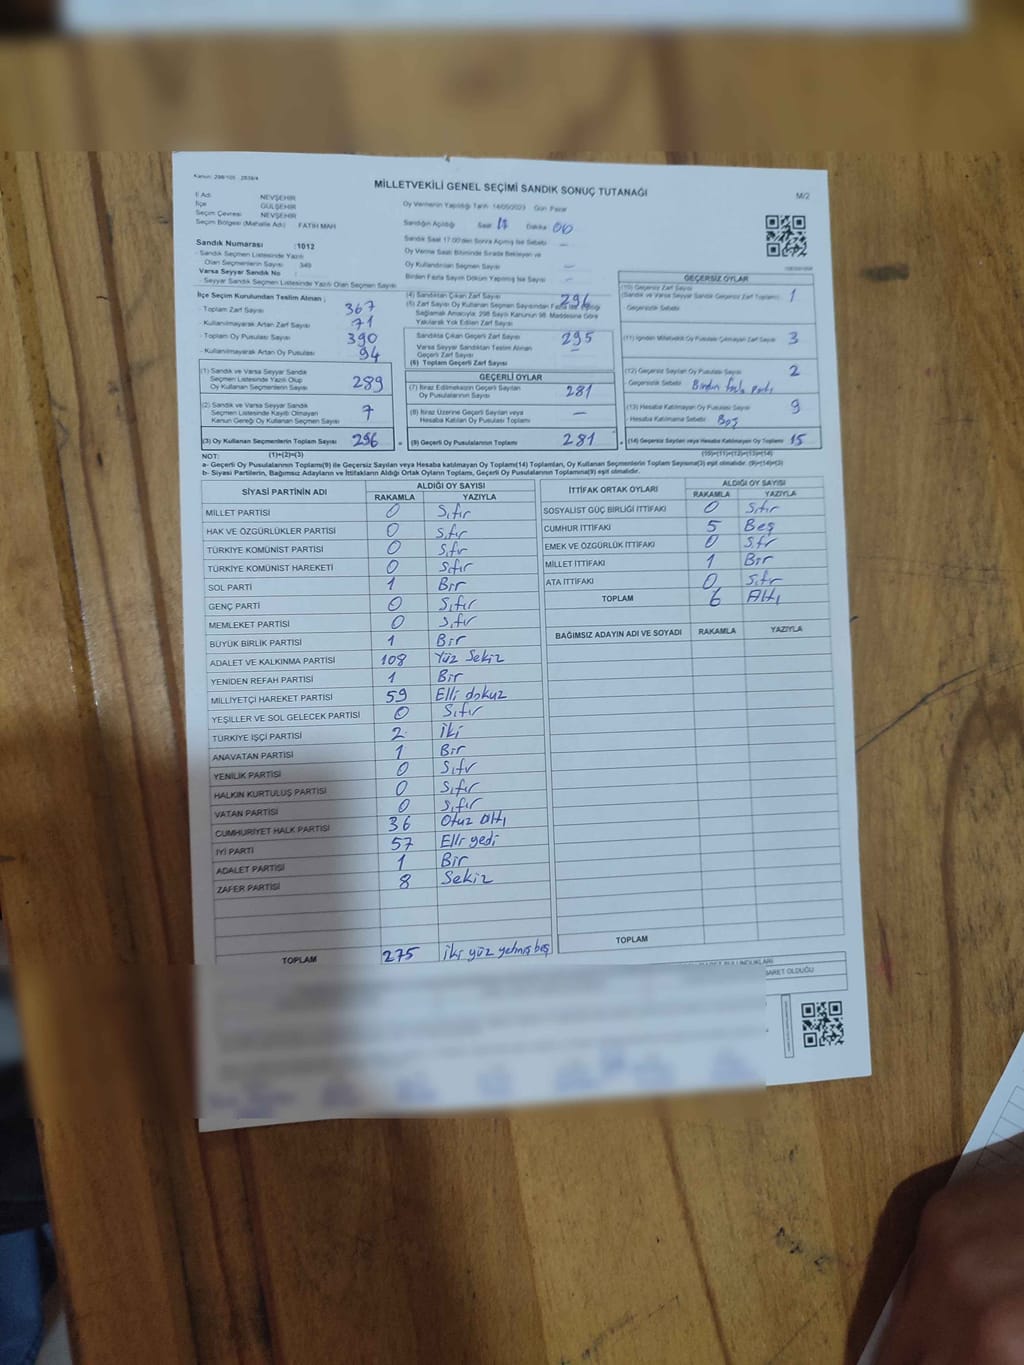 Kanun: 298/105 2839/4
MİLLETVEKİLİ GENEL SEÇİMİ SANDIK SONUÇ TUTANAĞI
M/2
İl Adı NEVŞEHİR
İlçe GÜLŞEHİR
Seçim Çevresi NEVŞEHİR
Seçim Bölgesi (Mahalle Adı) FATİH MAH
Sandık Numarası :1012
Sandık Seçmen Listesinde Yazılı
Olan Seçmenlerin Sayısı 349
Varsa Seyyar Sandık No
Seyyar Sandık Seçmen Listesinde Yazılı Olan Seçmen Sayısı
Oy Vermenin Yapıldığı Tarih 14/05/2023 Gün Pazar
Sandığın Açıldığı Saat Dakika 00
Sandık Saat 17:00'den Sonra Açılmış İse Sebebi —
Oy Verme Saati Bitiminde Sırada Bekleyen ve
Oy Kullandırılan Seçmen Sayısı —
Birden Fazla Sayım Döküm Yapılmış İse Sayısı —
İlçe Seçim Kurulundan Teslim Alınan ;
- Toplam Zarf Sayısı 367
- Kullanılmayarak Artan Zarf Sayısı 71
- Toplam Oy Pusulası 390
- Kullanılmayarak Artan Oy Pusulası 94
(1) Sandık ve Varsa Seyyar Sandık
Seçmen Listesinde Yazılı Olup
Oy Kullanan Seçmenlerin Sayısı 289
(2) Sandık ve Varsa Seyyar Sandık
Seçmen Listesinde Kayıtlı Olmayan
Kanun Gereği Oy Kullanan Seçmen Sayısı 7
(3) Oy Kullanan Seçmenlerin Toplam Sayısı 296
(4) Sandıktan Çıkan Zarf Sayısı 296
(5) Zarf Sayısı Oy Kullanan Seçmen Sayısından Fazla İse, Eşitliği
Sağlamak Amacıyla; 298 Sayılı Kanunun 98. Maddesine Göre
Yakılarak Yok Edilen Zarf Sayısı
Sandıkta Çıkan Geçerli Zarf Sayısı 295
Varsa Seyyar Sandıktan Teslim Alınan
Geçerli Zarf Sayısı —
(6) Toplam Geçerli Zarf Sayısı
GEÇERLİ OYLAR
(7) İtiraz Edilmeksizin Geçerli Sayılan
Oy Pusulalarının Sayısı 281
(8) İtiraz Üzerine Geçerli Sayılan veya
Hesaba Katılan Oy Pusulası Toplamı —
(9) Geçerli Oy Pusulalarının Toplamı 281
GEÇERSİZ OYLAR
(10) Geçersiz Zarf Sayısı
(Sandık ve Varsa Seyyar Sandık Geçersiz Zarf Toplamı) 1
- Geçersizlik Sebebi
(11) İçinden Milletvekili Oy Pusulası Çıkmayan Zarf Sayısı 3
(12) Geçersiz Sayılan Oy Pusulası Sayısı 2
- Geçersizlik Sebebi Birden fazla parti
(13) Hesaba Katılmayan Oy Pusulası Sayısı 9
- Hesaba Katılmama Sebebi Boş
(14) Geçersiz Sayılan veya Hesaba Katılmayan Oy Toplamı 15
NOT: (1)+(2)=(3) (10)+(11)+(12)+(13)=(14)
a- Geçerli Oy Pusulalarının Toplamı(9) ile Geçersiz Sayılan veya Hesaba katılmayan Oy Toplamı(14) Toplamları, Oy Kullanan Seçmenlerin Toplam Sayısına(3) eşit olmalıdır. (9)+(14)=(3)
b- Siyasi Partilerin, Bağımsız Adayların ve İttifakların Aldığı Ortak Oyların Toplamı, Geçerli Oy Pusulalarının Toplamına(9) eşit olmalıdır.
SİYASİ PARTİNİN ADI ALDIĞI OY SAYISI
RAKAMLA YAZIYLA
MİLLET PARTİSİ 0 Sıfır
HAK VE ÖZGÜRLÜKLER PARTİSİ 0 Sıfır
TÜRKİYE KOMÜNİST PARTİSİ 0 Sıfır
TÜRKİYE KOMÜNİST HAREKETİ 0 Sıfır
SOL PARTİ 1 Bir
GENÇ PARTİ 0 Sıfır
MEMLEKET PARTİSİ 0 Sıfır
BÜYÜK BİRLİK PARTİSİ 1 Bir
ADALET VE KALKINMA PARTİSİ 108 Yüz Sekiz
YENİDEN REFAH PARTİSİ 1 Bir
MİLLİYETÇİ HAREKET PARTİSİ 59 Elli dokuz
YEŞİLLER VE SOL GELECEK PARTİSİ 0 Sıfır
TÜRKİYE İŞÇİ PARTİSİ 2 İki
ANAVATAN PARTİSİ 1 Bir
YENİLİK PARTİSİ 0 Sıfır
HALKIN KURTULUŞ PARTİSİ 0 Sıfır
VATAN PARTİSİ 0 Sıfır
CUMHURİYET HALK PARTİSİ 36 Otuz altı
İYİ PARTİ 57 Elli yedi
ADALET PARTİSİ 1 Bir
ZAFER PARTİSİ 8 Sekiz
TOPLAM 275 İki yüz yetmiş beş
İTTİFAK ORTAK OYLARI ALDIĞI OY SAYISI
RAKAMLA YAZIYLA
SOSYALİST GÜÇ BİRLİĞİ İTTİFAKI 0 Sıfır
CUMHUR İTTİFAKI 5 Beş
EMEK VE ÖZGÜRLÜK İTTİFAKI 0 Sıfır
MİLLET İTTİFAKI 1 Bir
ATA İTTİFAKI 0 Sıfır
TOPLAM 6 Altı
BAĞIMSIZ ADAYIN ADI VE SOYADI RAKAMLA YAZIYLA
TOPLAM